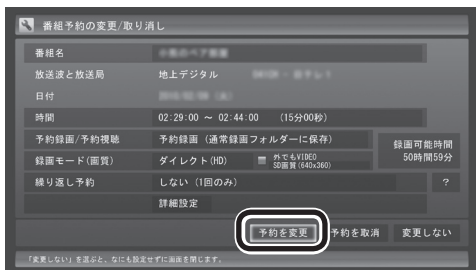 番組予約の変更/取り消し
番組名
放送波と放送局 地上デジタル
日付
時間 02:29:00 ～ 02:44:00 (15分00秒)
予約録画/予約視聴 予約録画 (通常録画フォルダーに保存)
録画可能時間
50時間59分
録画モード(画質) ダイレクト(HD) 外でもVIDEO
SD画質(640x360)
繰り返し予約 しない (1回のみ) ?
詳細設定
予約を変更 予約を取消 変更しない
「変更しない」を選ぶと、なにも設定せずに画面を閉じます。